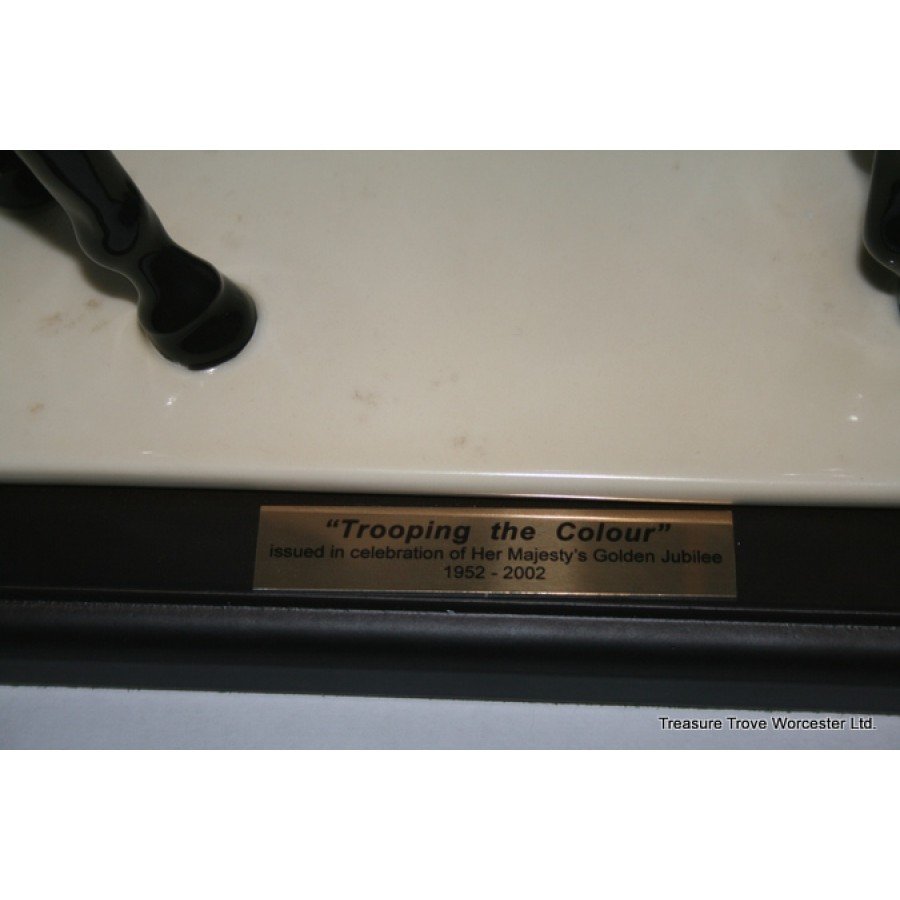 “Trooping the Colour”
issued in celebration of Her Majesty's Golden Jubilee
1952 - 2002
Treasure Trove Worcester Ltd.